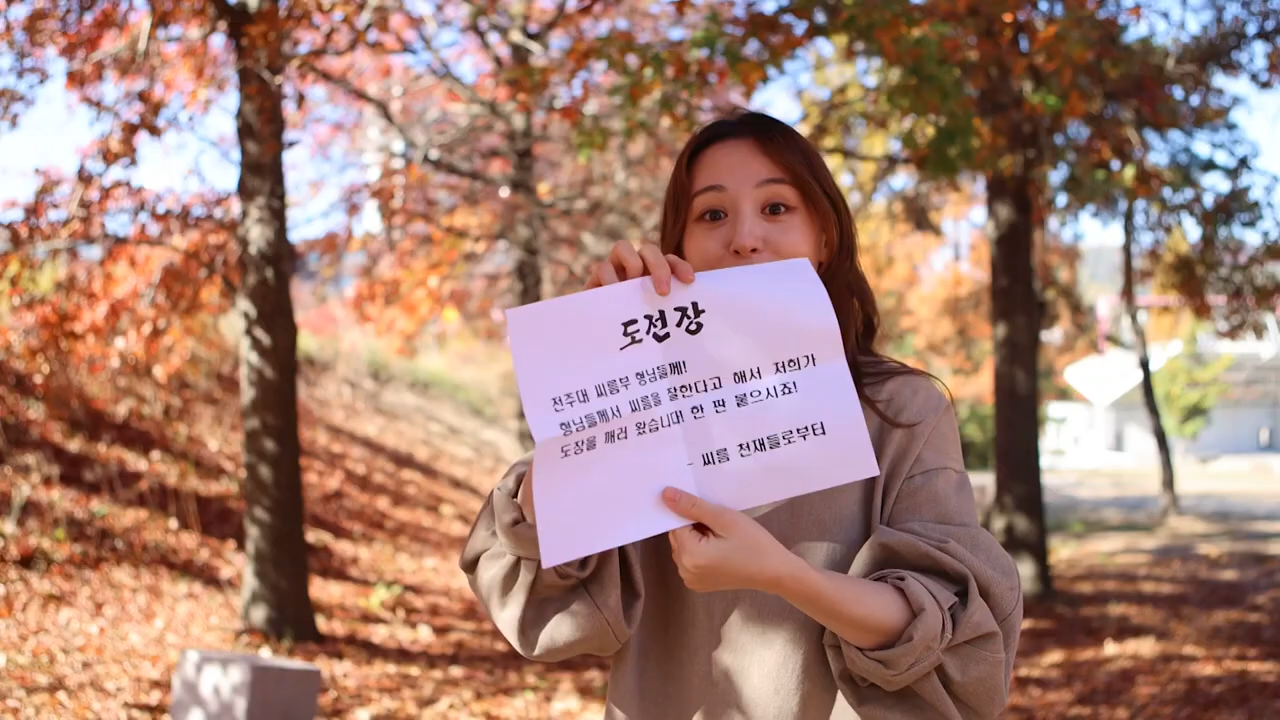 도전장
전주대 씨름부 형님들께!
형님들께서 씨름을 잘한다고 해서 저희가
도장을 깨러 왔습니다! 한 판 붙으시죠!
- 씨름 천재들로부터